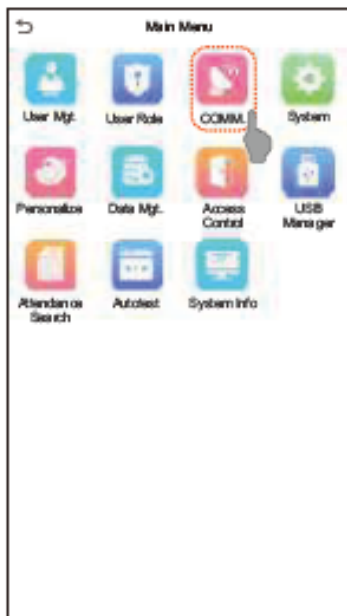 Main Menu
User Mgt.
User Role
COMM.
System
Personalize
Data Mgt.
Access
Control
USB
Manager
Attendance
Search
Autotest
System Info